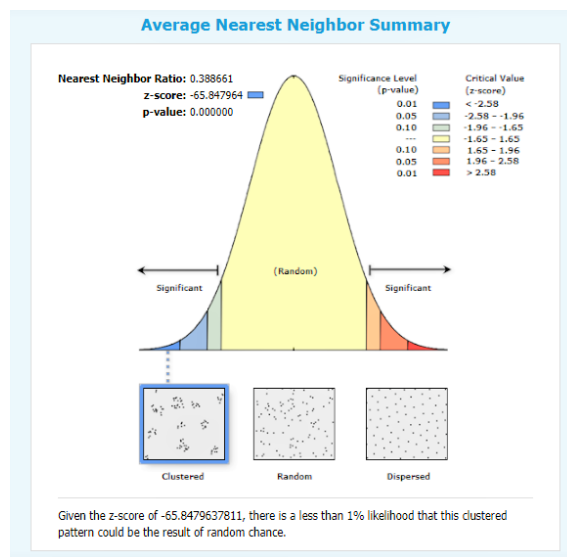 Average Nearest Neighbor Summary
Nearest Neighbor Ratio: 0.388661
z-score: -65.847964
p-value: 0.000000
Significance Level (p-value)
Critical Value (z-score)
0.01 < -2.58
0.05 -2.58 - -1.96
0.10 -1.96 - -1.65
--- -1.65 - 1.65
0.10 1.65 - 1.96
0.05 1.96 - 2.58
0.01 > 2.58
(Random)
Significant
Significant
Clustered
Random
Dispersed
Given the z-score of -65.8479637811, there is a less than 1% likelihood that this clustered
pattern could be the result of random chance.